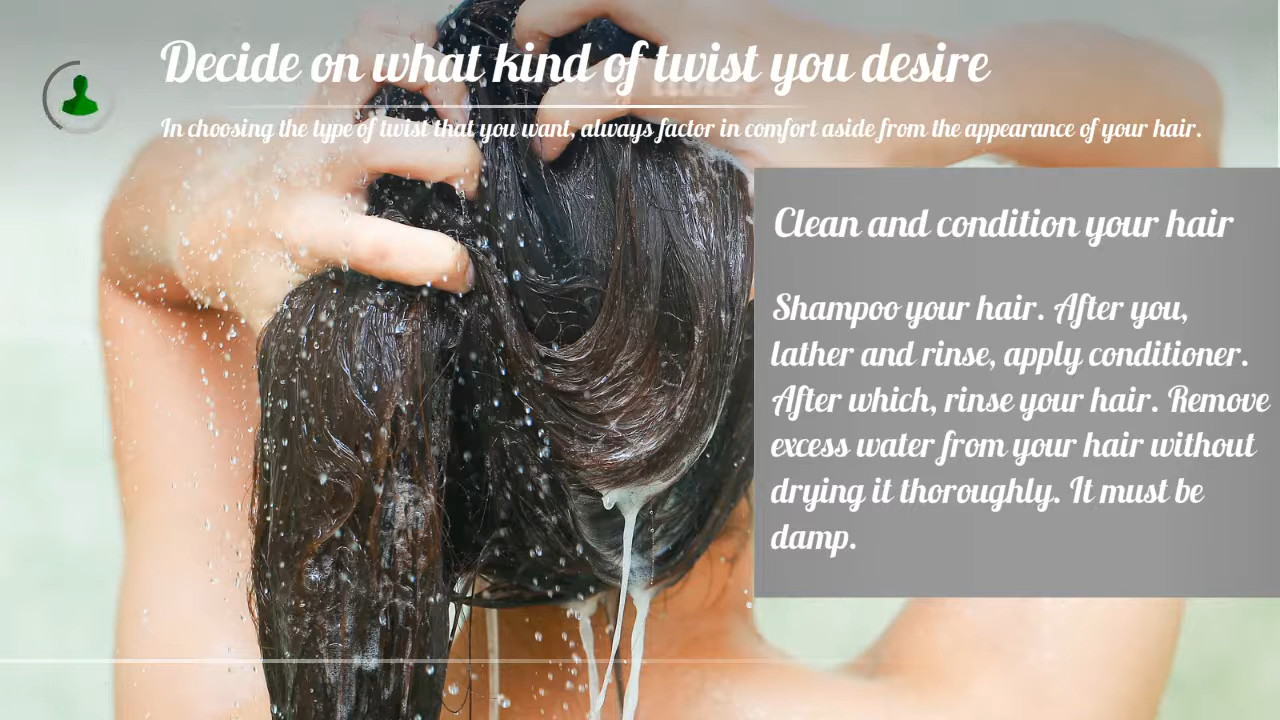 Decide on what kind of twist you desire
In choosing the type of twist that you want, always factor in comfort aside from the appearance of your hair.
Clean and condition your hair
Shampoo your hair. After you,
lather and rinse, apply conditioner.
After which, rinse your hair. Remove
excess water from your hair without
drying it thoroughly. It must be
damp.